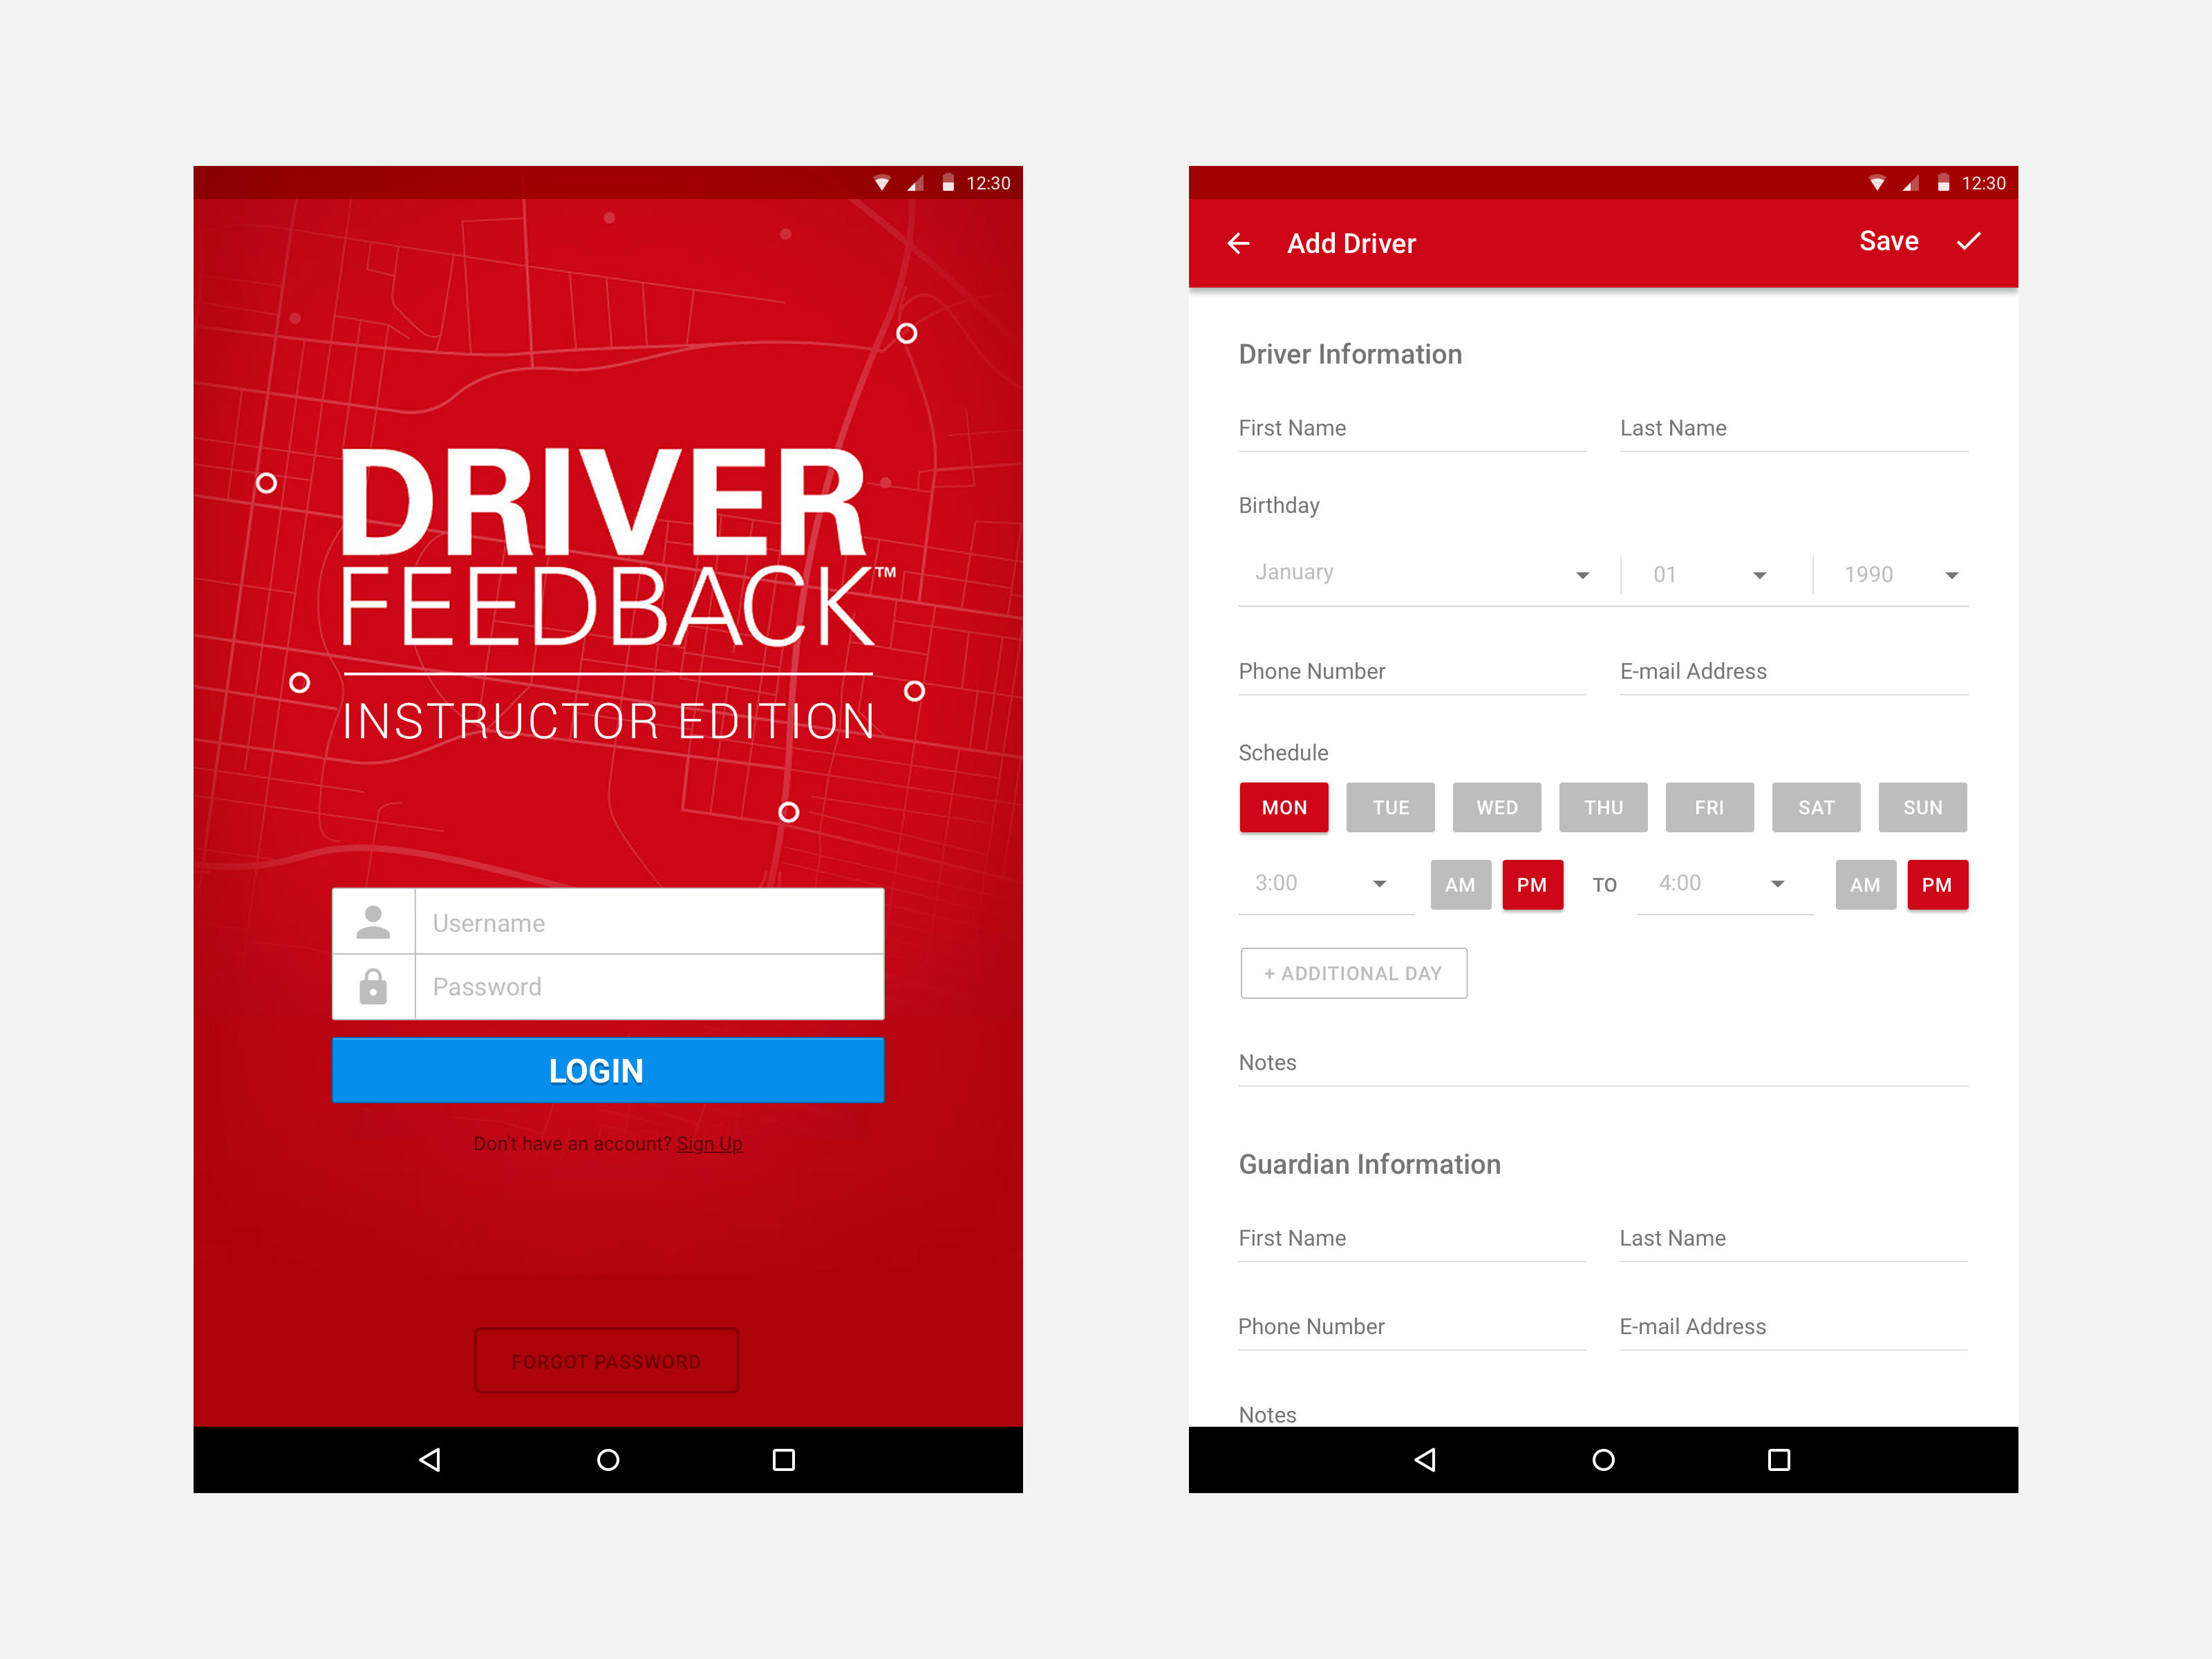 12:30
DRIVER
FEEDBACK™
INSTRUCTOR EDITION
Username
Password
LOGIN
Don't have an account? Sign Up
FORGOT PASSWORD
12:30
Add Driver Save
Driver Information
First Name Last Name
Birthday
January 01 1990
Phone Number E-mail Address
Schedule
MON TUE WED THU FRI SAT SUN
3:00 AM PM TO 4:00 AM PM
+ ADDITIONAL DAY
Notes
Guardian Information
First Name Last Name
Phone Number E-mail Address
Notes